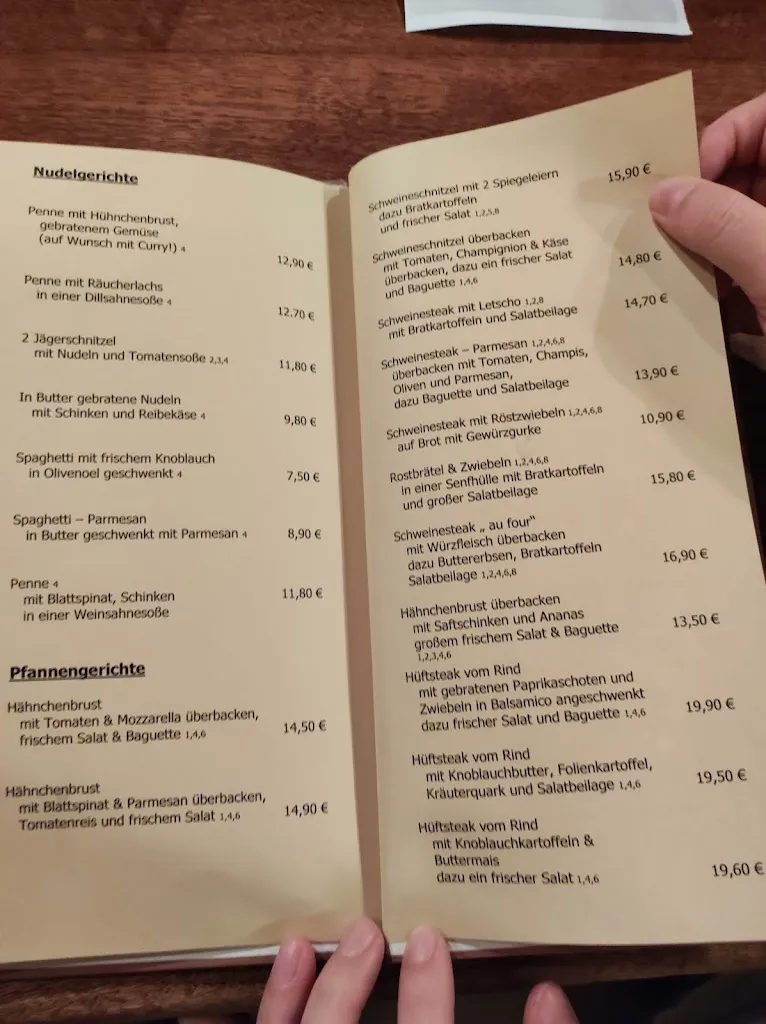 Nudelgerichte
Penne mit Hühnchenbrust,
gebratenem Gemüse
(auf Wunsch mit Curry!) 4
12,90 €
Penne mit Räucherlachs
in einer Dillsahnesoße 4
12.70 €
2 Jägerschnitzel
mit Nudeln und Tomatensoße 2,3,4
11,80 €
In Butter gebratene Nudeln
mit Schinken und Reibekäse 4
9,80 €
Spaghetti mit frischem Knoblauch
in Olivenoel geschwenkt 4
7,50 €
Spaghetti – Parmesan
in Butter geschwenkt mit Parmesan 4
8,90 €
Penne 4
mit Blattspinat, Schinken
in einer Weinsahnesoße
11,80 €
Pfannengerichte
Hähnchenbrust
mit Tomaten & Mozzarella überbacken,
frischem Salat & Baguette 1,4,6
14,50 €
Hähnchenbrust
mit Blattspinat & Parmesan überbacken,
Tomatenreis und frischem Salat 1,4,6
14,90 €
Schweineschnitzel mit 2 Spiegeleiern
dazu Bratkartoffeln
und frischer Salat 1,2,5,8
15,90 €
Schweineschnitzel überbacken
mit Tomaten, Champignion & Käse
überbacken, dazu ein frischer Salat
und Baguette 1,4,6
14,80 €
Schweinesteak mit Letscho 1,2,8
mit Bratkartoffeln und Salatbeilage
14,70 €
Schweinesteak – Parmesan 1,2,4,6,8
überbacken mit Tomaten, Champis,
Oliven und Parmesan,
dazu Baguette und Salatbeilage
13,90 €
Schweinesteak mit Röstzwiebeln 1,2,4,6,8
auf Brot mit Gewürzgurke
10,90 €
Rostbrätel & Zwiebeln 1,2,4,6,8
in einer Senfhülle mit Bratkartoffeln
und großer Salatbeilage
15,80 €
Schweinesteak „ au four"
mit Würzfleisch überbacken
dazu Buttererbsen, Bratkartoffeln
Salatbeilage 1,2,4,6,8
16,90 €
Hähnchenbrust überbacken
mit Saftschinken und Ananas
großem frischem Salat & Baguette
1,2,3,4,6
13,50 €
Hüftsteak vom Rind
mit gebratenen Paprikaschoten und
Zwiebeln in Balsamico angeschwenkt
dazu frischer Salat und Baguette 1,4,6
19,90 €
Hüftsteak vom Rind
mit Knoblauchbutter, Folienkartoffel,
Kräuterquark und Salatbeilage 1,4,6
19,50 €
Hüftsteak vom Rind
mit Knoblauchkartoffeln &
Buttermais
dazu ein frischer Salat 1,4,6
19,60 €